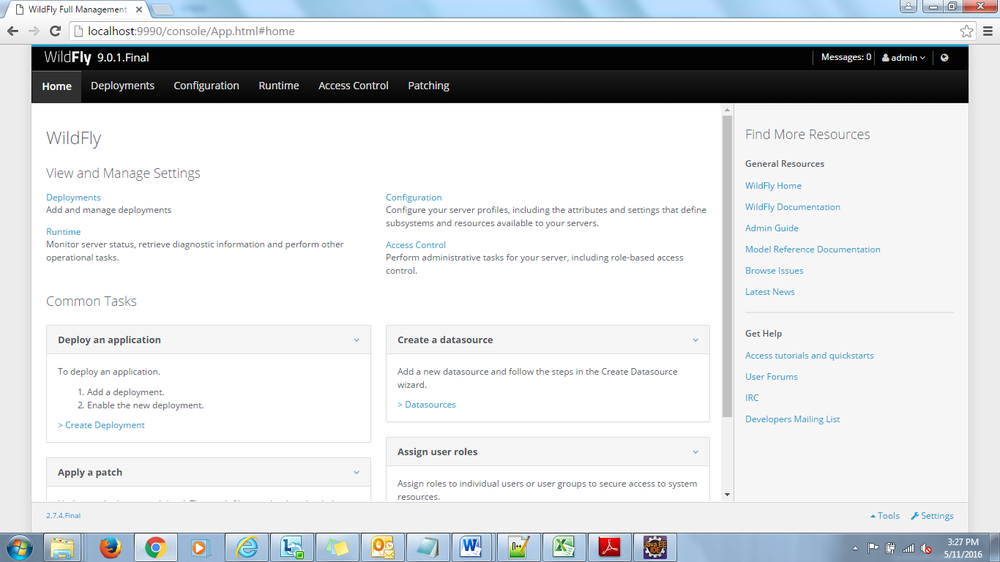 WildFly Full Management
localhost:9990/console/App.html#home
WildFly 9.0.1.Final
Messages: 0
admin
Home
Deployments
Configuration
Runtime
Access Control
Patching
WildFly
View and Manage Settings
Deployments
Add and manage deployments
Runtime
Monitor server status, retrieve diagnostic information and perform other
operational tasks.
Configuration
Configure your server profiles, including the attributes and settings that define
subsystems and resources available to your servers.
Access Control
Perform administrative tasks for your server, including role-based access
control.
Common Tasks
Deploy an application
To deploy an application.
1. Add a deployment.
2. Enable the new deployment.
> Create Deployment
Apply a patch
Create a datasource
Add a new datasource and follow the steps in the Create Datasource
wizard.
> Datasources
Assign user roles
Assign roles to individual users or user groups to secure access to system
resources.
Find More Resources
General Resources
WildFly Home
WildFly Documentation
Admin Guide
Model Reference Documentation
Browse Issues
Latest News
Get Help
Access tutorials and quickstarts
User Forums
IRC
Developers Mailing List
2.7.4.Final
Tools
Settings
Java EE
IDE
3:27 PM
5/11/2016